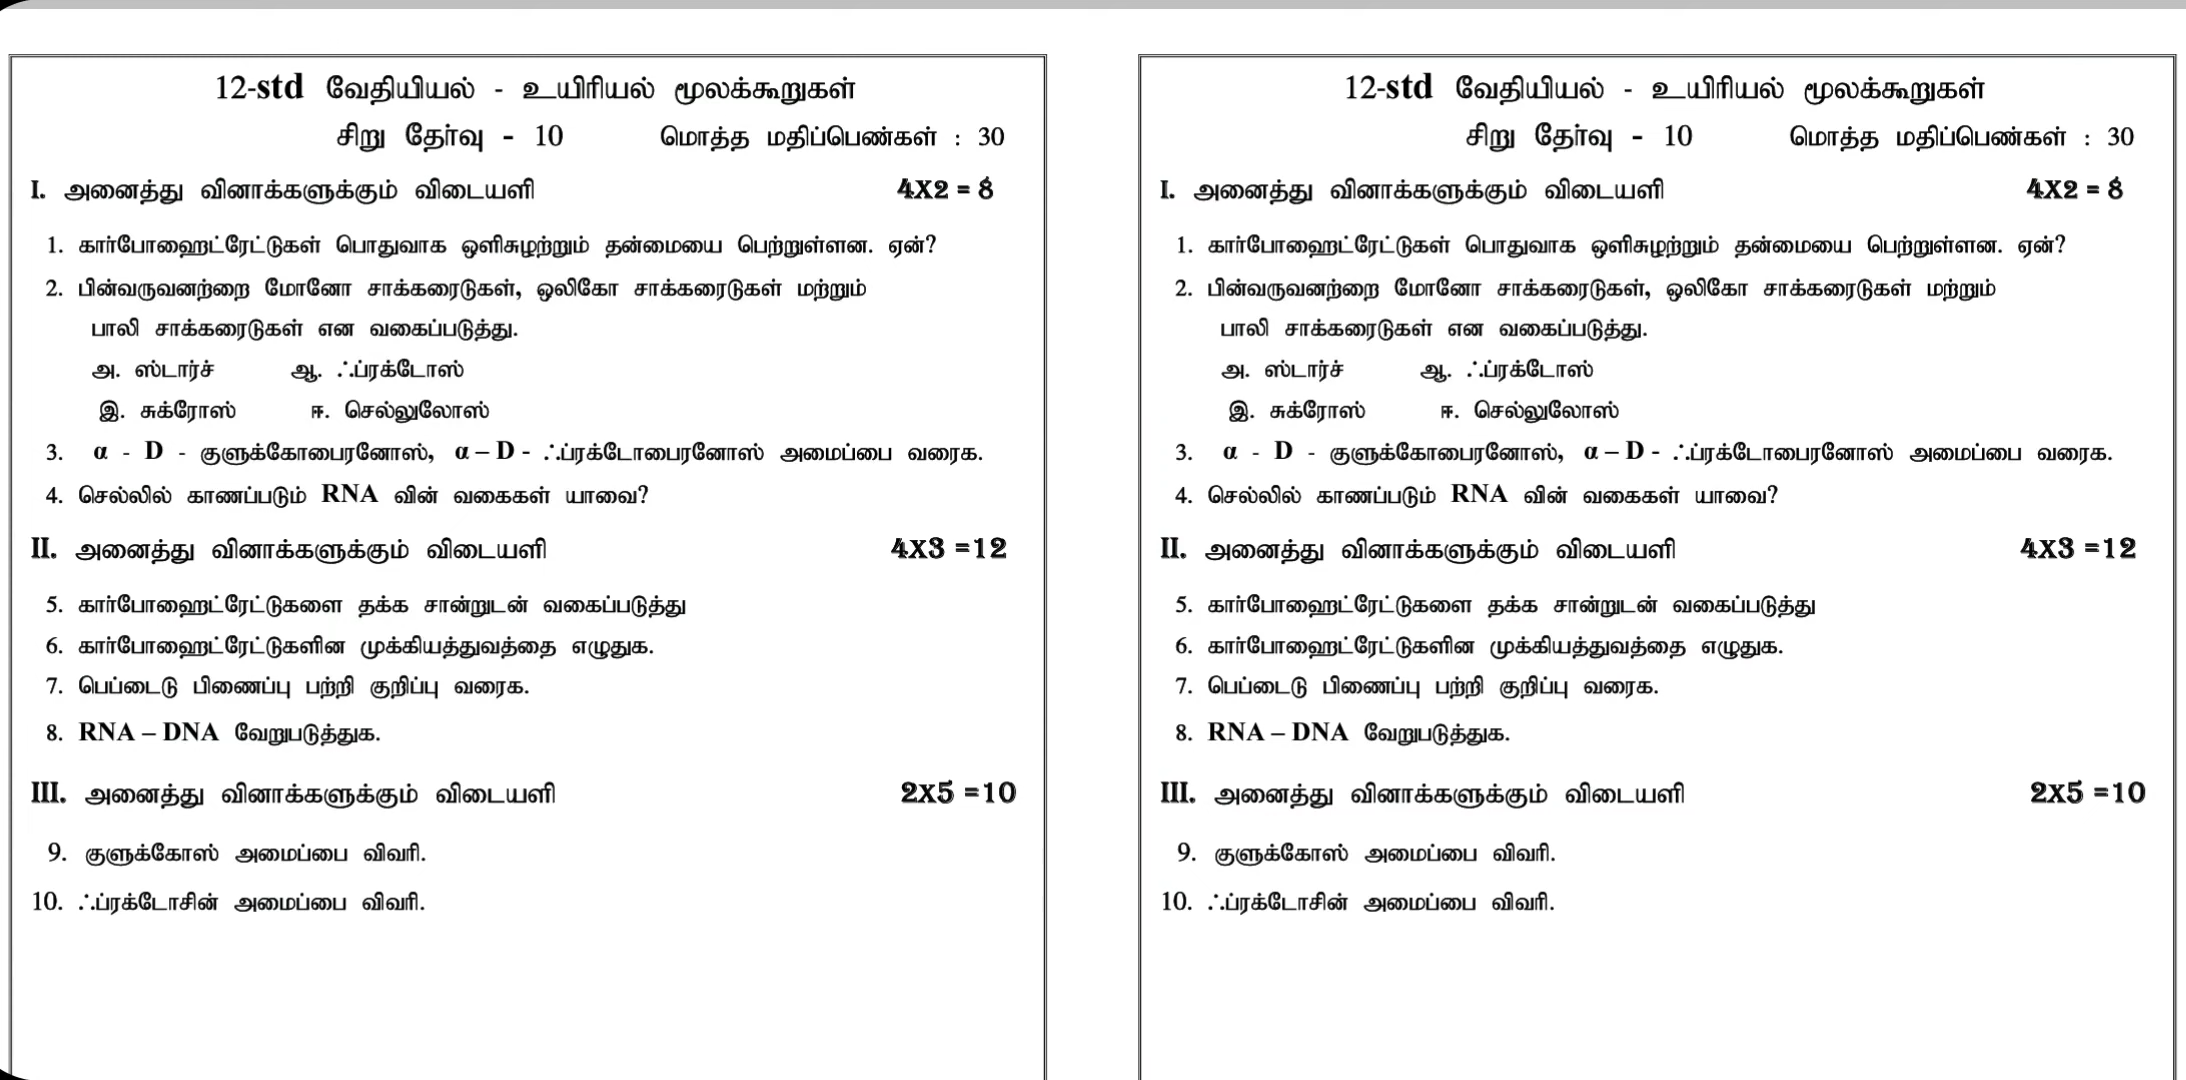 12-std வேதியியல் - உயிரியல் மூலக்கூறுகள்
சிறு தேர்வு - 10 மொத்த மதிப்பெண்கள் : 30
I. அனைத்து வினாக்களுக்கும் விடையளி 4X2 = 8
1. கார்போஹைட்ரேட்டுகள் பொதுவாக ஒளிசுழற்றும் தன்மையை பெற்றுள்ளன. ஏன்?
2. பின்வருவனற்றை மோனோ சாக்கரைடுகள், ஒலிகோ சாக்கரைடுகள் மற்றும்
பாலி சாக்கரைடுகள் என வகைப்படுத்து.
அ. ஸ்டார்ச் ஆ. ஃப்ரக்டோஸ்
இ. சுக்ரோஸ் ஈ. செல்லுலோஸ்
3. α - D - குளுக்கோபைரனோஸ், α – D - ஃப்ரக்டோபைரனோஸ் அமைப்பை வரைக.
4. செல்லில் காணப்படும் RNA வின் வகைகள் யாவை?
II. அனைத்து வினாக்களுக்கும் விடையளி 4X3 =12
5. கார்போஹைட்ரேட்டுகளை தக்க சான்றுடன் வகைப்படுத்து
6. கார்போஹைட்ரேட்டுகளின முக்கியத்துவத்தை எழுதுக.
7. பெப்டைடு பிணைப்பு பற்றி குறிப்பு வரைக.
8. RNA – DNA வேறுபடுத்துக.
III. அனைத்து வினாக்களுக்கும் விடையளி 2X5 =10
9. குளுக்கோஸ் அமைப்பை விவரி.
10. ஃப்ரக்டோசின் அமைப்பை விவரி.
12-std வேதியியல் - உயிரியல் மூலக்கூறுகள்
சிறு தேர்வு - 10 மொத்த மதிப்பெண்கள் : 30
I. அனைத்து வினாக்களுக்கும் விடையளி 4X2 = 8
1. கார்போஹைட்ரேட்டுகள் பொதுவாக ஒளிசுழற்றும் தன்மையை பெற்றுள்ளன. ஏன்?
2. பின்வருவனற்றை மோனோ சாக்கரைடுகள், ஒலிகோ சாக்கரைடுகள் மற்றும்
பாலி சாக்கரைடுகள் என வகைப்படுத்து.
அ. ஸ்டார்ச் ஆ. ஃப்ரக்டோஸ்
இ. சுக்ரோஸ் ஈ. செல்லுலோஸ்
3. α - D - குளுக்கோபைரனோஸ், α – D - ஃப்ரக்டோபைரனோஸ் அமைப்பை வரைக.
4. செல்லில் காணப்படும் RNA வின் வகைகள் யாவை?
II. அனைத்து வினாக்களுக்கும் விடையளி 4X3 =12
5. கார்போஹைட்ரேட்டுகளை தக்க சான்றுடன் வகைப்படுத்து
6. கார்போஹைட்ரேட்டுகளின முக்கியத்துவத்தை எழுதுக.
7. பெப்டைடு பிணைப்பு பற்றி குறிப்பு வரைக.
8. RNA – DNA வேறுபடுத்துக.
III. அனைத்து வினாக்களுக்கும் விடையளி 2X5 =10
9. குளுக்கோஸ் அமைப்பை விவரி.
10. ஃப்ரக்டோசின் அமைப்பை விவரி.